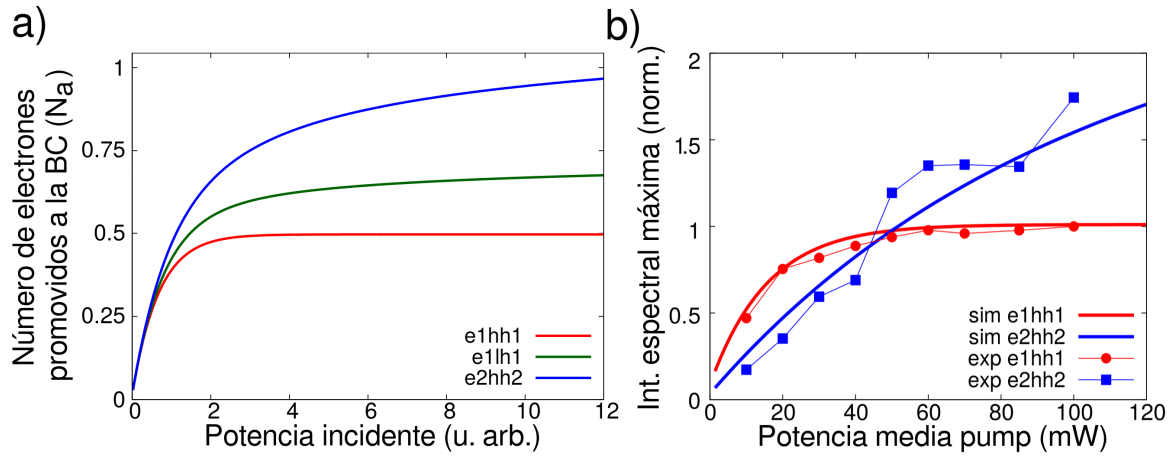 a)
Número de electrones
promovidos a la BC (Nₐ)
1
0.75
0.5
0.25
0
0 2 4 6 8 10 12
Potencia incidente (u. arb.)
e1hh1
e1lh1
e2hh2
b)
Int. espectral máxima (norm.)
2
1.5
1
0.5
0
0 20 40 60 80 100 120
Potencia media pump (mW)
sim e1hh1
sim e2hh2
exp e1hh1
exp e2hh2